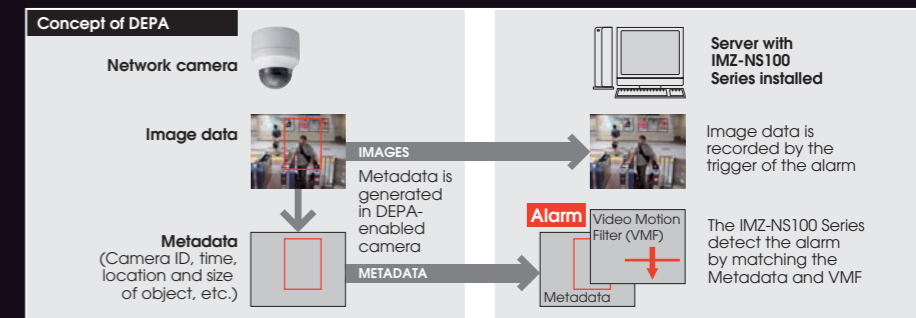 Concept of DEPA
Network camera
Server with
IMZ-NS100
Series installed
Image data
IMAGES
Image data is
recorded by the
trigger of the alarm
Metadata is
generated
in DEPA-
enabled
camera
Metadata
(Camera ID, time,
location and size
of object, etc.)
METADATA
Alarm
Video Motion
Filter (VMF)
Metadata
The IMZ-NS100 Series
detect the alarm
by matching the
Metadata and VMF